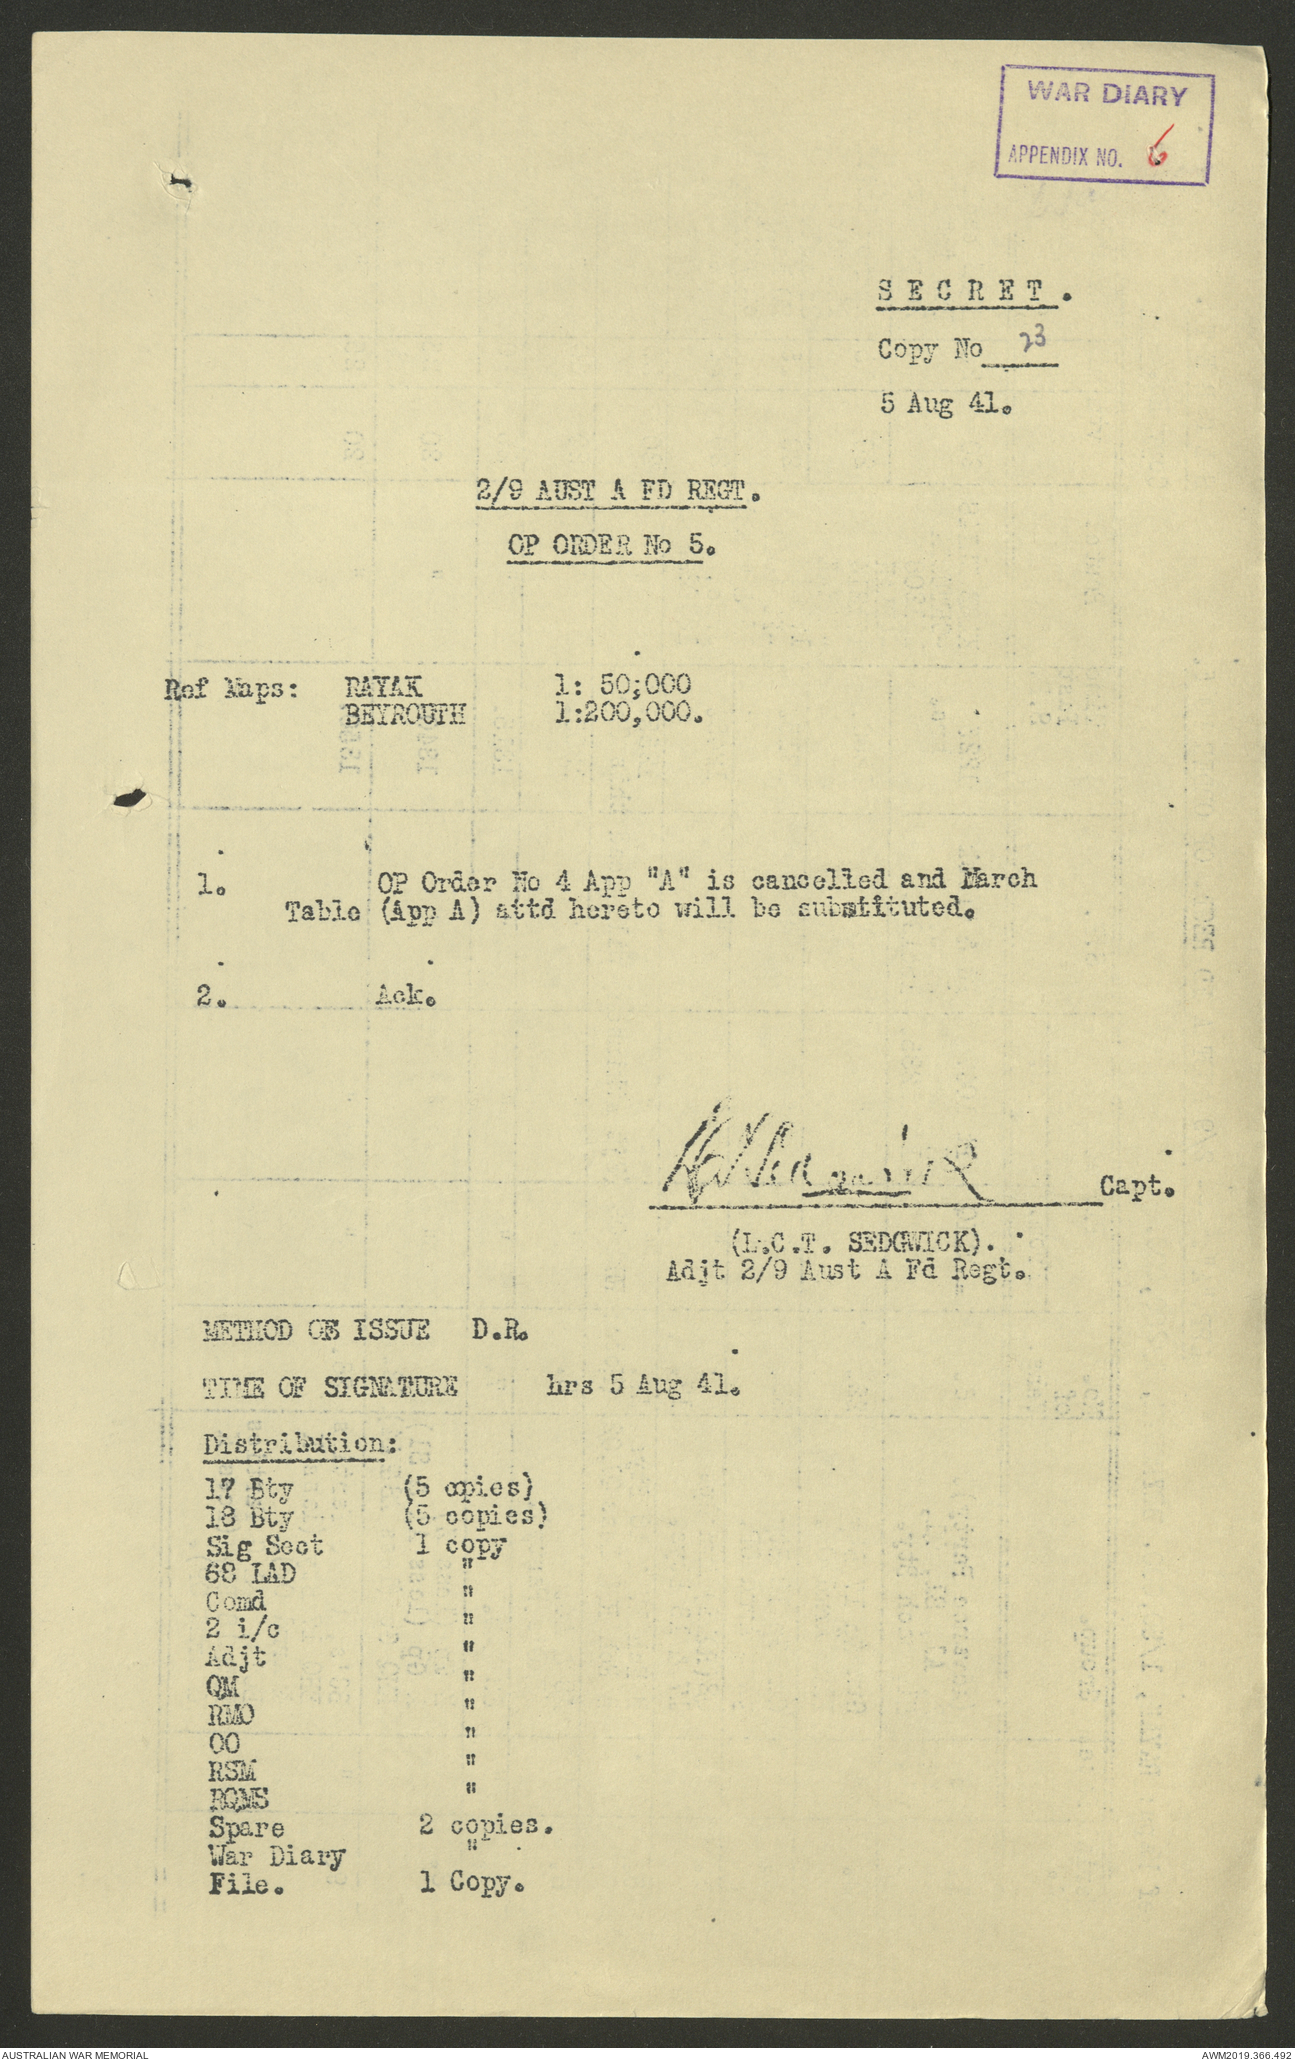 WAR DIARY
APPENDIX NO. 6
S E C R E T .
Copy No 23
5 Aug 41.
2/9 AUST A FD REGT.
OP ORDER No 5.
Ref Maps: RAYAK 1: 50;000
BEYROUTH 1:200,000.
1. OP Order No 4 App "A" is cancelled and March
Table (App A) attd hereto will be substituted.
2. Ack.
Capt.
(L.C.T. SEDGWICK).
Adjt 2/9 Aust A Fd Regt.
METHOD OF ISSUE D.R.
TIME OF SIGNATURE hrs 5 Aug 41.
Distribution:
17 Bty (5 opies)
18 Bty (5 copies)
Sig Sect 1 copy
68 LAD "
Comd "
2 i/c "
Adjt "
QM "
RMO "
OO "
RSM "
RQMS "
Spare 2 copies.
War Diary "
File. 1 Copy.
AUSTRALIAN WAR MEMORIAL AWM2019.366.492